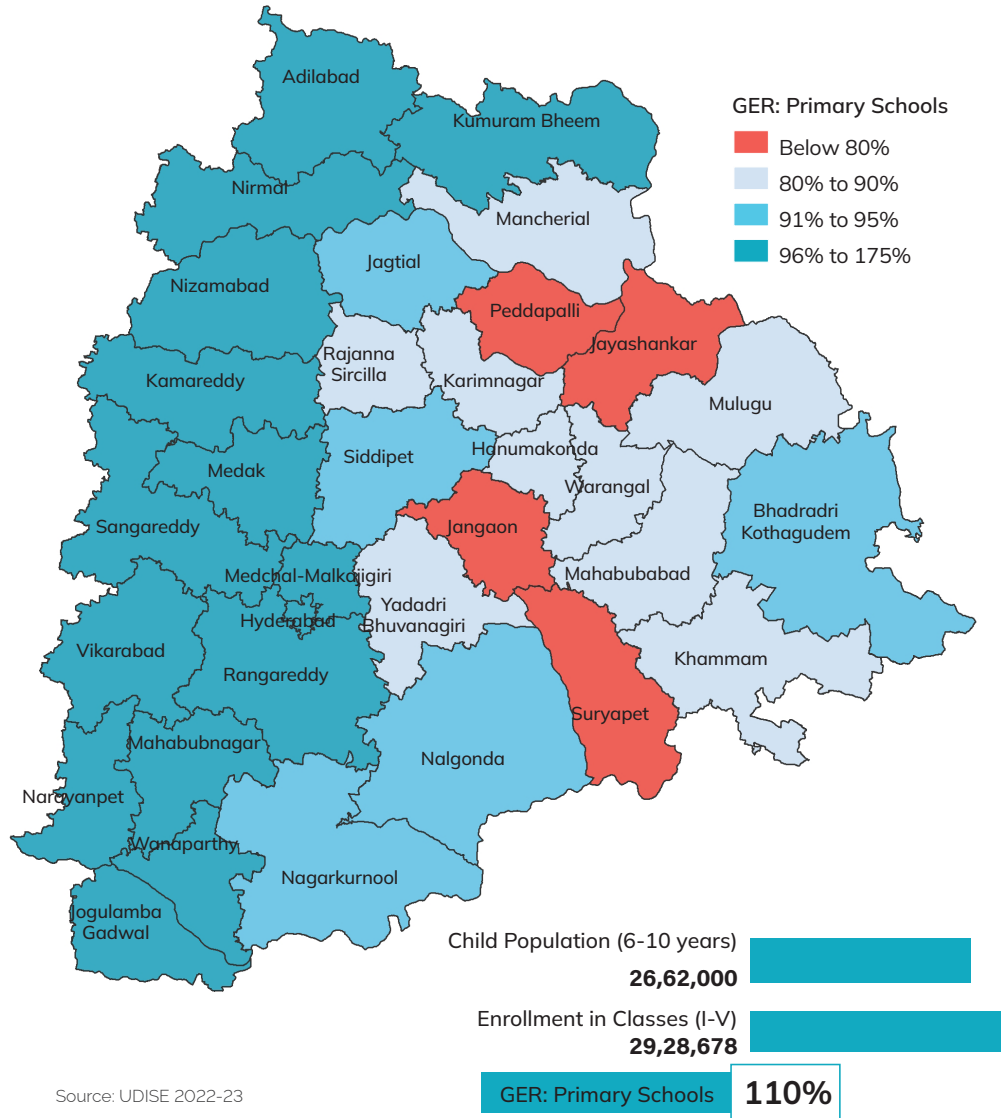 Adilabad
Kumuram Bheem
GER: Primary Schools
Below 80%
80% to 90%
91% to 95%
96% to 175%
Nirmal
Mancherial
Jagtial
Nizamabad
Peddapalli
Jayashankar
Rajanna
Sircilla
Kamareddy
Karimnagar
Mulugu
Hanumakonda
Siddipet
Medak
Warangal
Bhadradri
Kothagudem
Sangareddy
Jangaon
Medchal-Malkajigiri
Mahabubabad
Yadadri
Bhuvanagiri
Hyderabad
Vikarabad
Khammam
Rangareddy
Suryapet
Mahabubnagar
Nalgonda
Narayanpet
Wanaparthy
Nagarkurnool
Jogulamba
Gadwal
Child Population (6-10 years)
26,62,000
Enrollment in Classes (I-V)
29,28,678
GER: Primary Schools 110%
Source: UDISE 2022-23